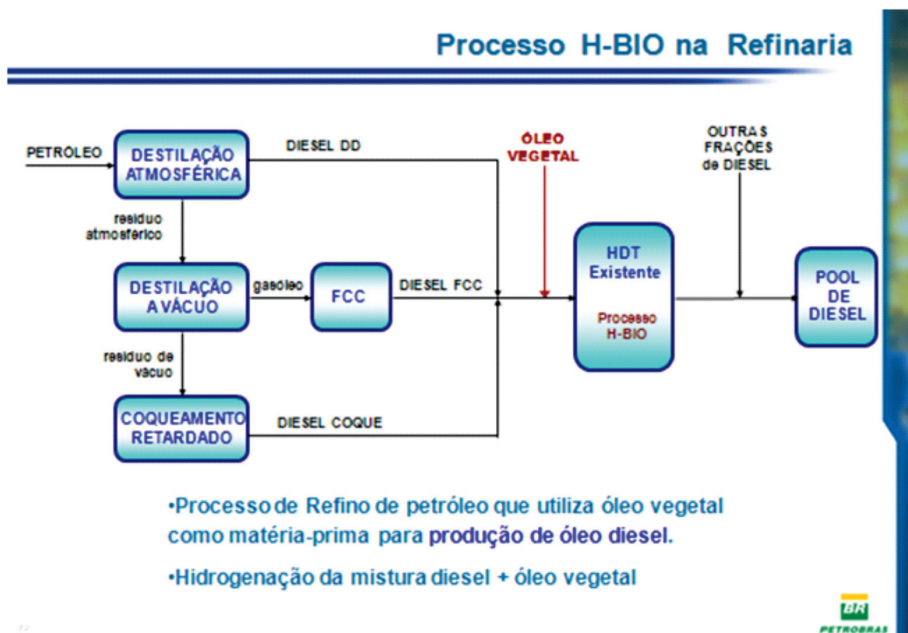 Processo H-BIO na Refinaria
PETRÓLEO
DESTILAÇÃO
ATMOSFÉRICA
DIESEL DD
ÓLEO
VEGETAL
OUTRAS
FRAÇÕES
de DIESEL
resíduo
atmosférico
DESTILAÇÃO
A VÁCUO
gasóleo
FCC
DIESEL FCC
HDT
Existente
Processo
H-BIO
POOL
DE
DIESEL
resíduo de
vácuo
COQUEAMENTO
RETARDADO
DIESEL COQUE
•Processo de Refino de petróleo que utiliza óleo vegetal
como matéria-prima para produção de óleo diesel.
•Hidrogenação da mistura diesel + óleo vegetal
BR
PETROBRAS